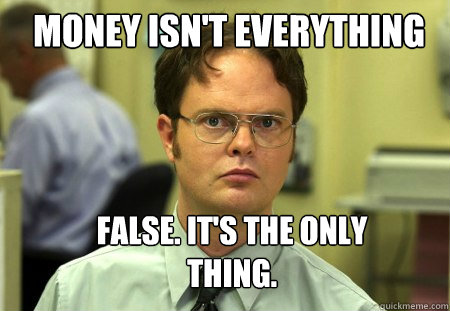 MONEY ISN'T EVERYTHING
FALSE. IT'S THE ONLY
THING.
quickmeme.com